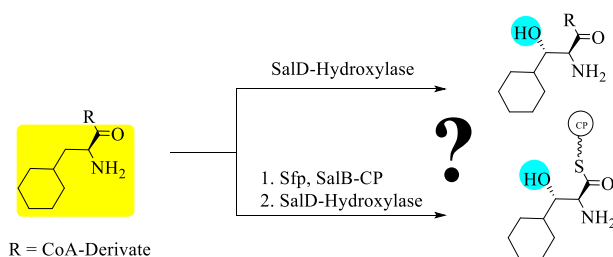 R
HO
O
SalD-Hydroxylase
NH2
R
O
NH2
?
CP
S
1. Sfp, SalB-CP
HO
O
2. SalD-Hydroxylase
NH2
R = CoA-Derivate